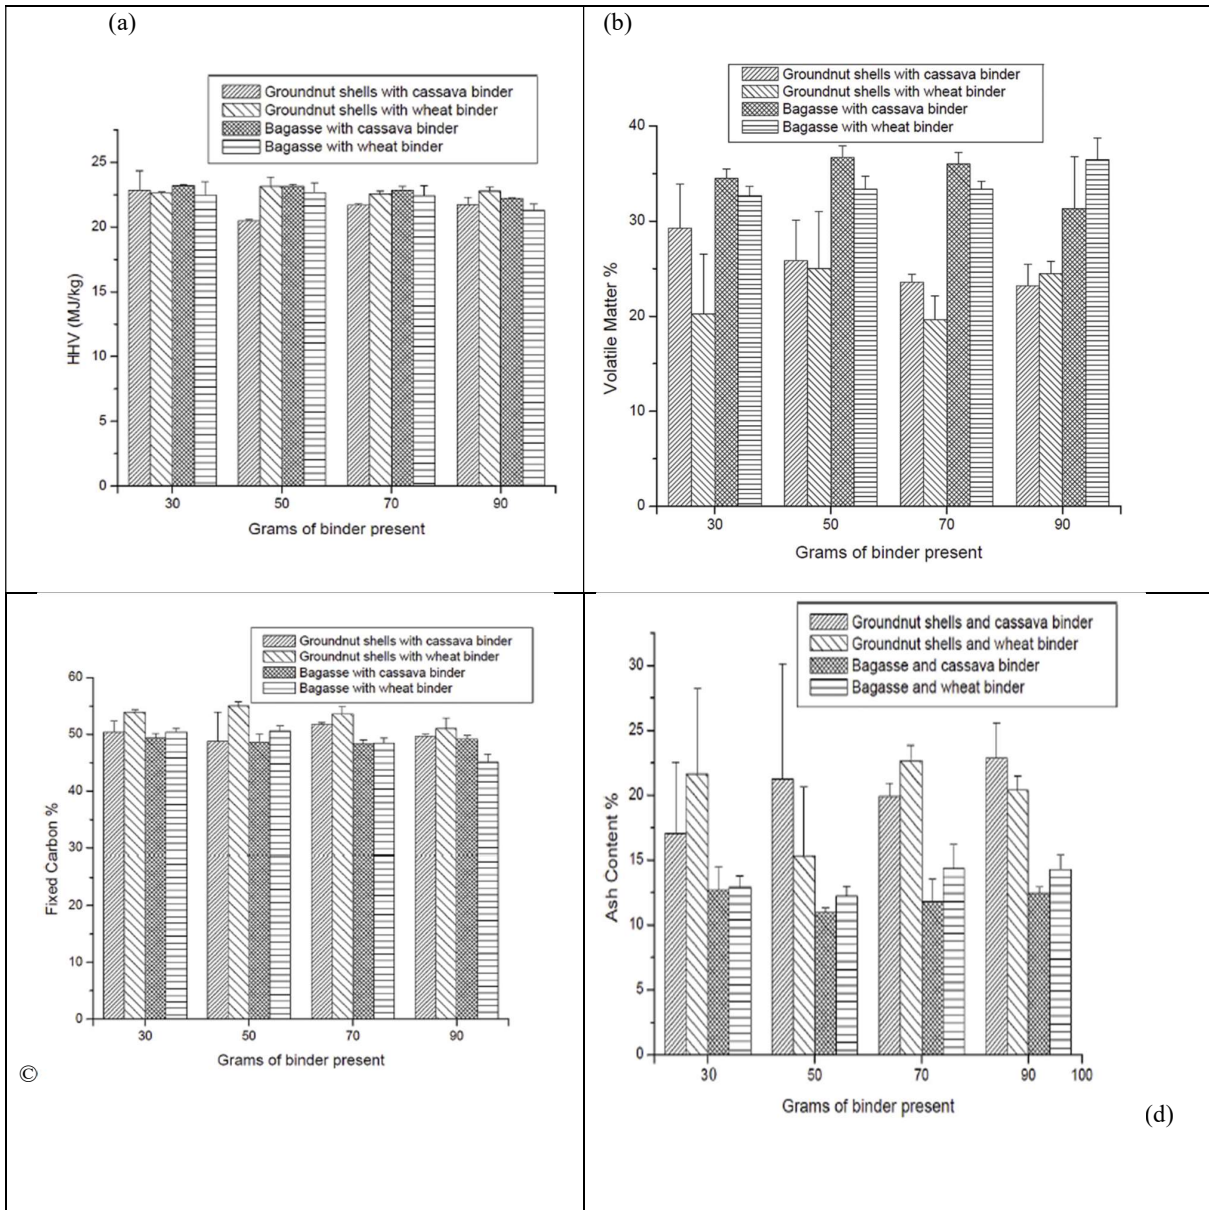 (a)
Groundnut shells with cassava binder
Groundnut shells with wheat binder
Bagasse with cassava binder
Bagasse with wheat binder
25
20
15
10
5
0
HHV (MJ/kg)
30 50 70 90
Grams of binder present
(b)
Groundnut shells with cassava binder
Groundnut shells with wheat binder
Bagasse with cassava binder
Bagasse with wheat binder
40
30
20
10
0
Volatile Matter %
30 50 70 90
Grams of binder present
Groundnut shells with cassava binder
Groundnut shells with wheat binder
Bagasse with cassava binder
Bagasse with wheat binder
60
50
40
30
20
10
0
Fixed Carbon %
30 50 70 90
Grams of binder present
©
Groundnut shells and cassava binder
Groundnut shells and wheat binder
Bagasse and cassava binder
Bagasse and wheat binder
30
25
20
15
10
5
0
Ash Content %
30 50 70 90 100
Grams of binder present
(d)